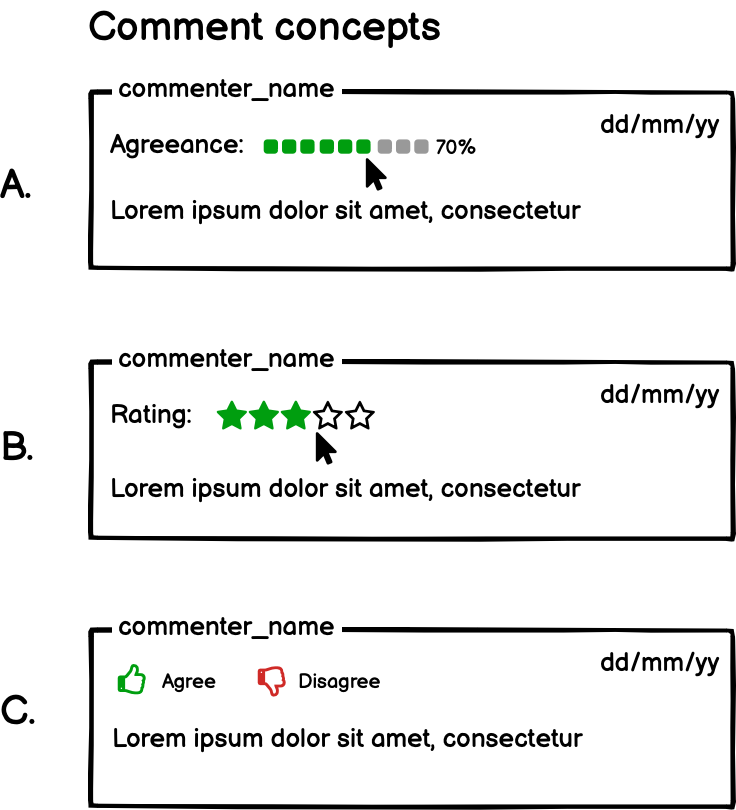 Comment concepts
commenter_name
dd/mm/yy
Agreeance: 70%
A.
Lorem ipsum dolor sit amet, consectetur
commenter_name
dd/mm/yy
Rating:
B.
Lorem ipsum dolor sit amet, consectetur
commenter_name
dd/mm/yy
Agree Disagree
C.
Lorem ipsum dolor sit amet, consectetur